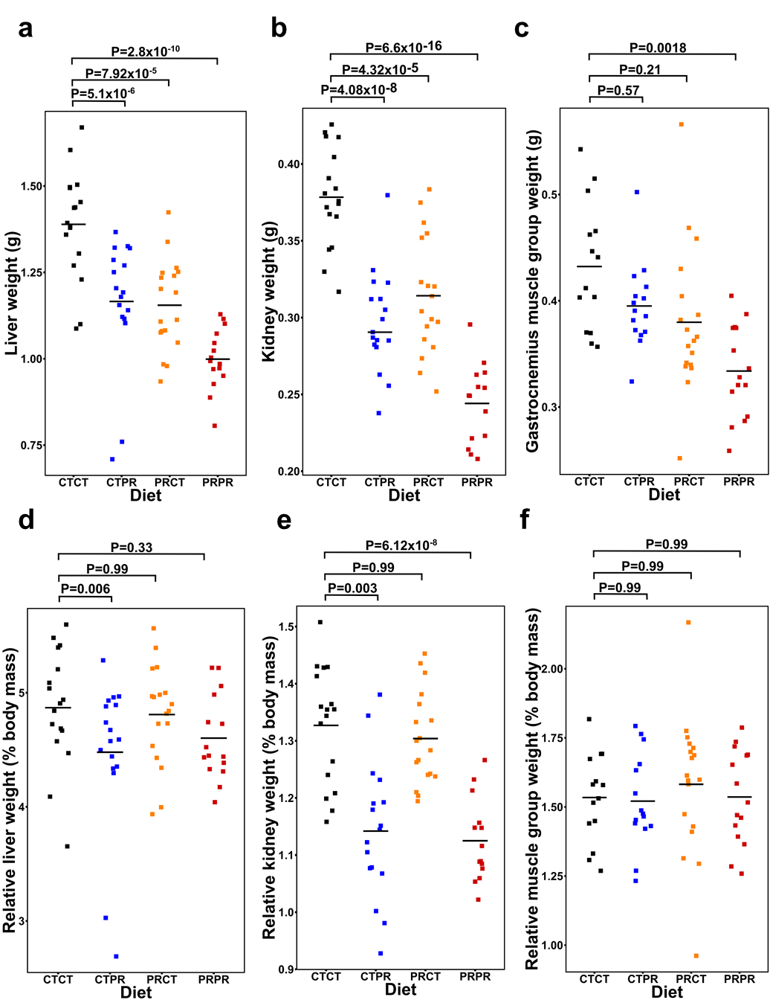 a
P=2.8x10-10
P=7.92x10-5
P=5.1x10-6
Liver weight (g)
1.50
1.25
1.00
0.75
CTCT CTPR PRCT PRPR
Diet
b
P=6.6x10-16
P=4.32x10-5
P=4.08x10-8
Kidney weight (g)
0.40
0.35
0.30
0.25
0.20
CTCT CTPR PRCT PRPR
Diet
c
P=0.0018
P=0.21
P=0.57
Gastrocnemius muscle group weight (g)
0.5
0.4
0.3
CTCT CTPR PRCT PRPR
Diet
d
P=0.33
P=0.99
P=0.006
Relative liver weight (% body mass)
5
4
3
CTCT CTPR PRCT PRPR
Diet
e
P=6.12x10-8
P=0.99
P=0.003
Relative kidney weight (% body mass)
1.5
1.4
1.3
1.2
1.1
1.0
0.9
CTCT CTPR PRCT PRPR
Diet
f
P=0.99
P=0.99
P=0.99
Relative muscle group weight (% body mass)
2.00
1.75
1.50
1.25
1.00
CTCT CTPR PRCT PRPR
Diet